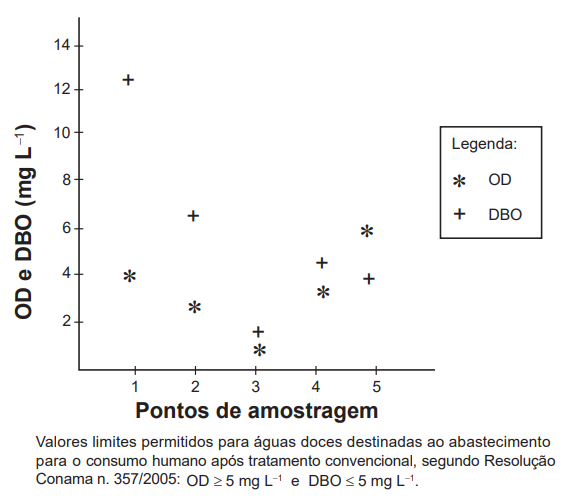 14
12
10
8
6
4
2
OD e DBO (mg L⁻¹)
1 2 3 4 5
Pontos de amostragem
Legenda:
* OD
+ DBO
Valores limites permitidos para águas doces destinadas ao abastecimento
para o consumo humano após tratamento convencional, segundo Resolução
Conama n. 357/2005: OD ≥ 5 mg L⁻¹ e DBO ≤ 5 mg L⁻¹.